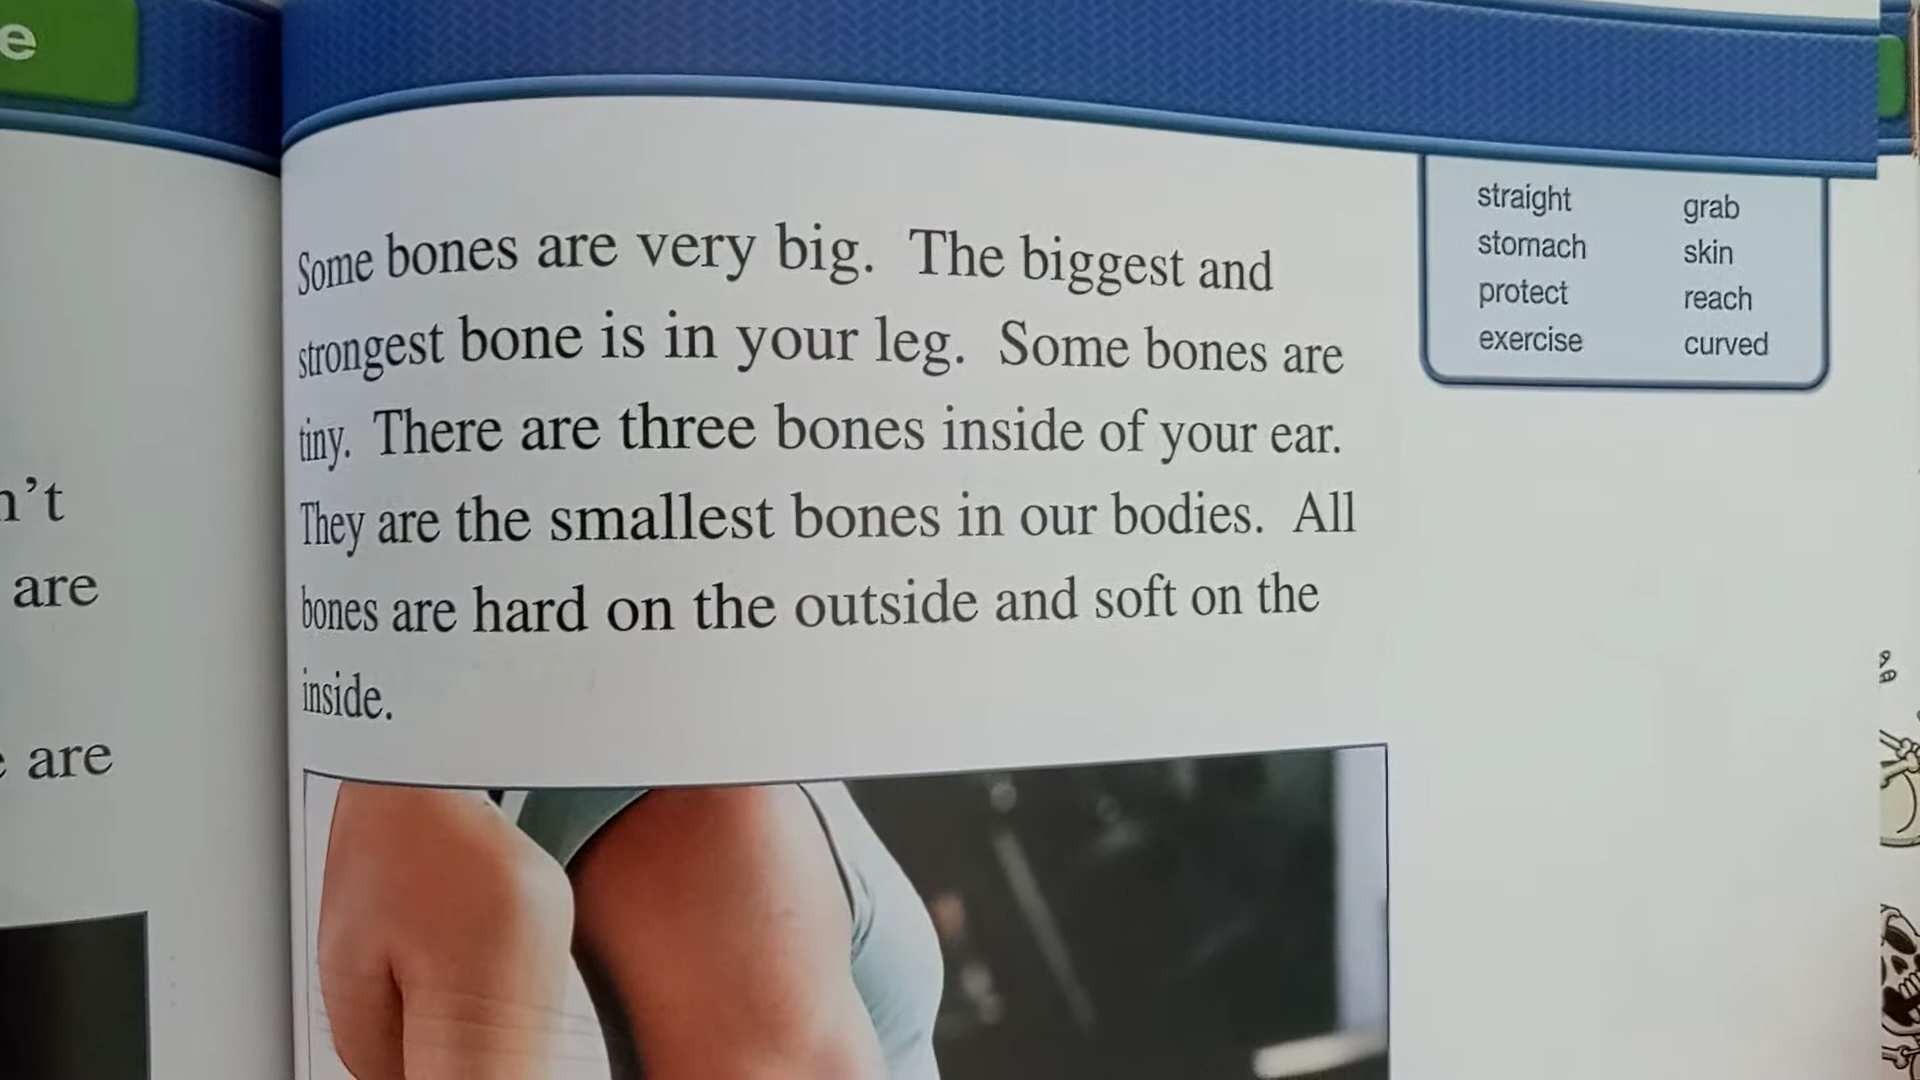 e
n't
are
are
Some bones are very big. The biggest and
strongest bone is in your leg. Some bones are
tiny. There are three bones inside of your ear.
They are the smallest bones in our bodies. All
bones are hard on the outside and soft on the
inside.
straight grab
stomach skin
protect reach
exercise curved